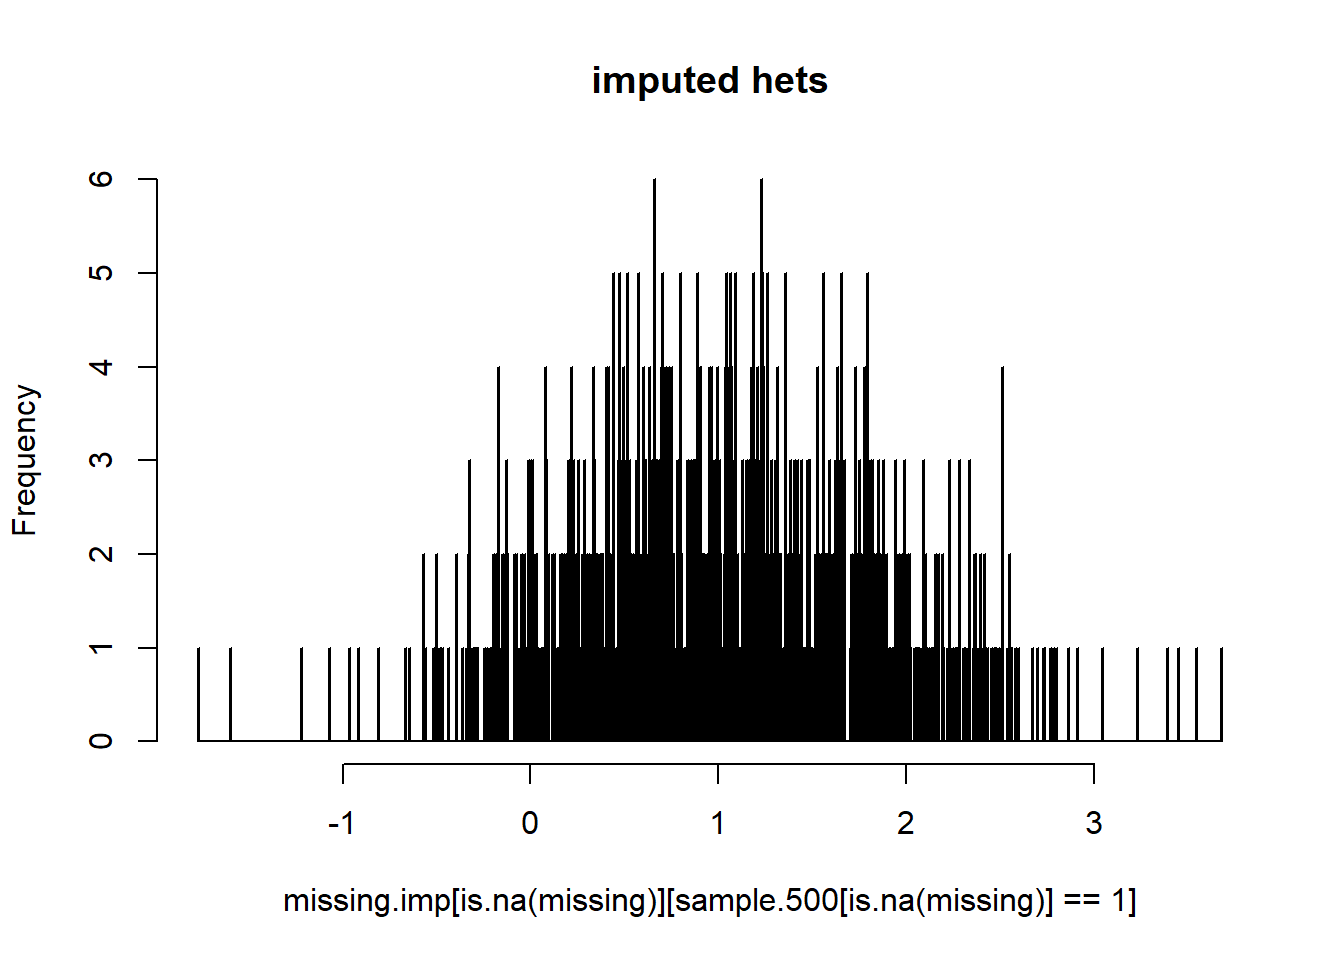 imputed hets
Frequency
6
5
4
3
2
1
0
-1 0 1 2 3
missing.imp[is.na(missing)][sample.500[is.na(missing)] == 1]